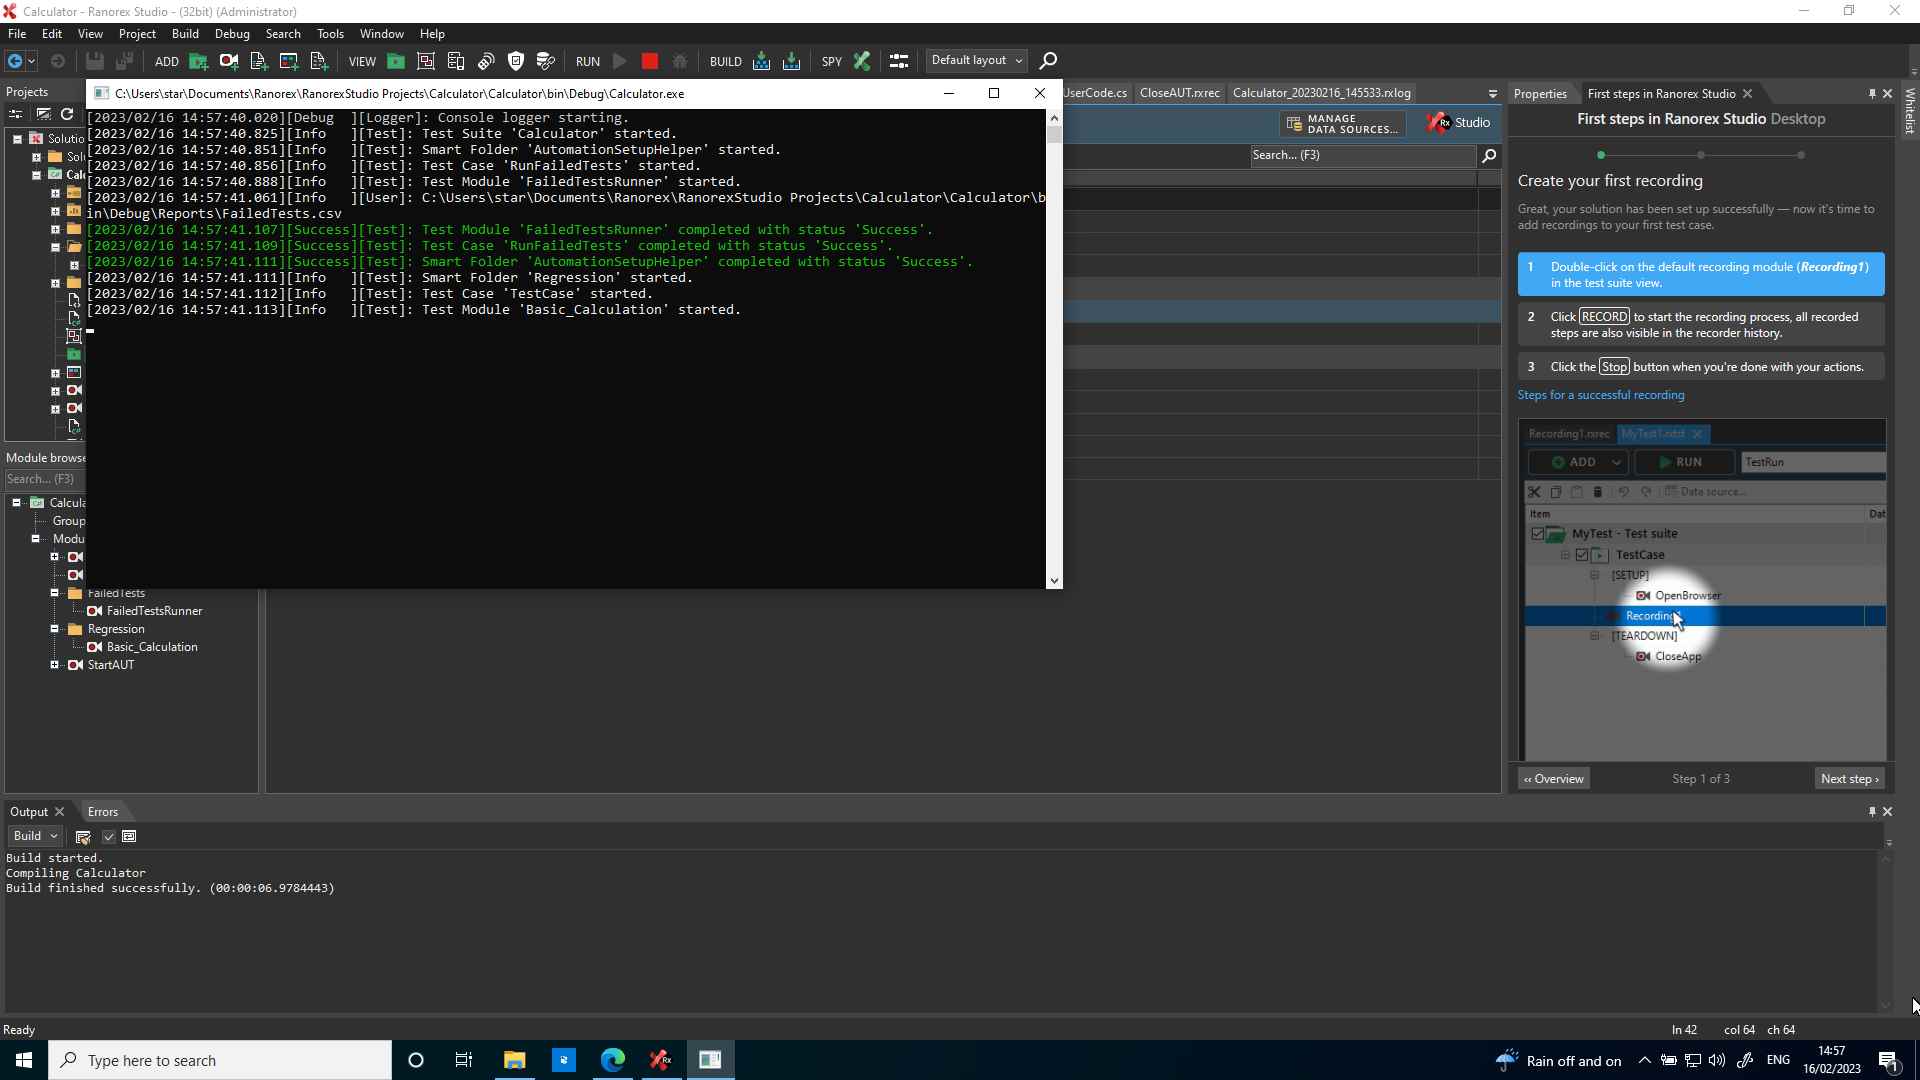 Calculator - Ranorex Studio - (32bit) (Administrator)
File Edit View Project Build Debug Search Tools Window Help
ADD VIEW RUN BUILD SPY Default layout
Projects
C:\Users\star\Documents\Ranorex\RanorexStudio Projects\Calculator\Calculator\bin\Debug\Calculator.exe
UserCode.cs CloseAUT.rxrec Calculator_20230216_145533.rxlog
Properties First steps in Ranorex Studio
Whitelist
[2023/02/16 14:57:40.020][Debug ][Logger]: Console logger starting.
[2023/02/16 14:57:40.825][Info ][Test]: Test Suite 'Calculator' started.
[2023/02/16 14:57:40.851][Info ][Test]: Smart Folder 'AutomationSetupHelper' started.
[2023/02/16 14:57:40.856][Info ][Test]: Test Case 'RunFailedTests' started.
[2023/02/16 14:57:40.888][Info ][Test]: Test Module 'FailedTestsRunner' started.
[2023/02/16 14:57:41.061][Info ][User]: C:\Users\star\Documents\Ranorex\RanorexStudio Projects\Calculator\Calculator\b
in\Debug\Reports\FailedTests.csv
[2023/02/16 14:57:41.107][Success][Test]: Test Module 'FailedTestsRunner' completed with status 'Success'.
[2023/02/16 14:57:41.109][Success][Test]: Test Case 'RunFailedTests' completed with status 'Success'.
[2023/02/16 14:57:41.111][Success][Test]: Smart Folder 'AutomationSetupHelper' completed with status 'Success'.
[2023/02/16 14:57:41.111][Info ][Test]: Smart Folder 'Regression' started.
[2023/02/16 14:57:41.112][Info ][Test]: Test Case 'TestCase' started.
[2023/02/16 14:57:41.113][Info ][Test]: Test Module 'Basic_Calculation' started.
MANAGE
DATA SOURCES...
Rx Studio
Search... (F3)
Solutio
Sol
Calc
Module browse
Search... (F3)
Calcula
Group
Modu
FailedTests
FailedTestsRunner
Regression
Basic_Calculation
StartAUT
First steps in Ranorex Studio Desktop
Create your first recording
Great, your solution has been set up successfully — now it's time to
add recordings to your first test case.
1 Double-click on the default recording module (Recording1)
in the test suite view.
2 Click RECORD to start the recording process, all recorded
steps are also visible in the recorder history.
3 Click the Stop button when you're done with your actions.
Steps for a successful recording
Recording1.rxrec MyTest1.rxtst
ADD RUN TestRun
Data source...
Item Dat
MyTest - Test suite
TestCase
[SETUP]
OpenBrowser
Recording
[TEARDOWN]
CloseApp
‹‹ Overview Step 1 of 3 Next step ›
Output Errors
Build
Build started.
Compiling Calculator
Build finished successfully. (00:00:06.9784443)
Ready ln 42 col 64 ch 64
Type here to search
Rx
Rain off and on
ENG
14:57
16/02/2023
1